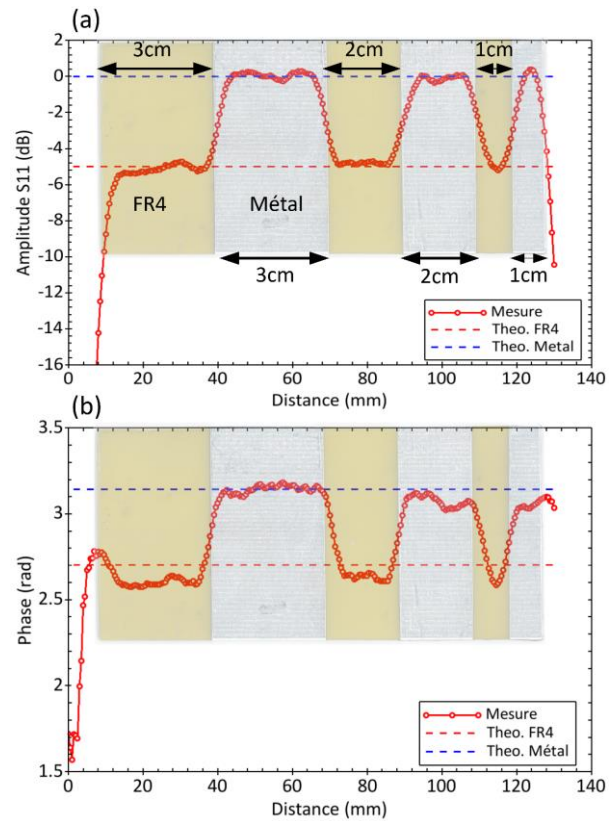 (a)
3cm
2cm
1cm
0
-2
-4
-6
-8
-10
-12
-14
-16
Amplitude S11 (dB)
FR4
Métal
3cm
2cm
1cm
Mesure
Theo. FR4
Theo. Metal
0 20 40 60 80 100 120 140
Distance (mm)
(b)
3.5
3
2.5
2
1.5
Phase (rad)
Mesure
Theo. FR4
Theo. Métal
0 20 40 60 80 100 120 140
Distance (mm)